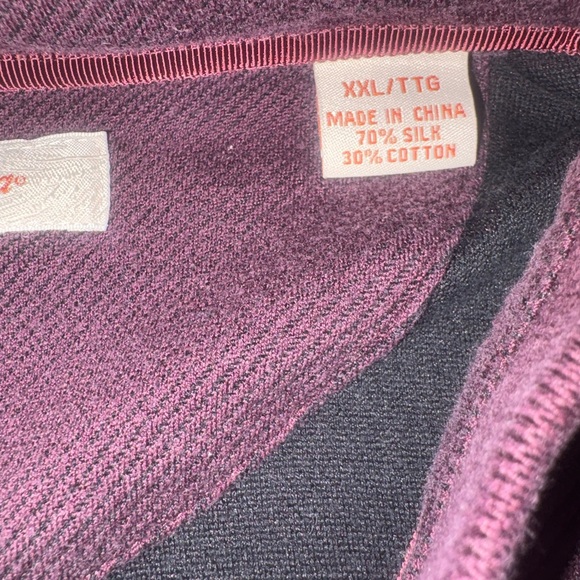 XXL/TTG
MADE IN CHINA
70% SILK
30% COTTON